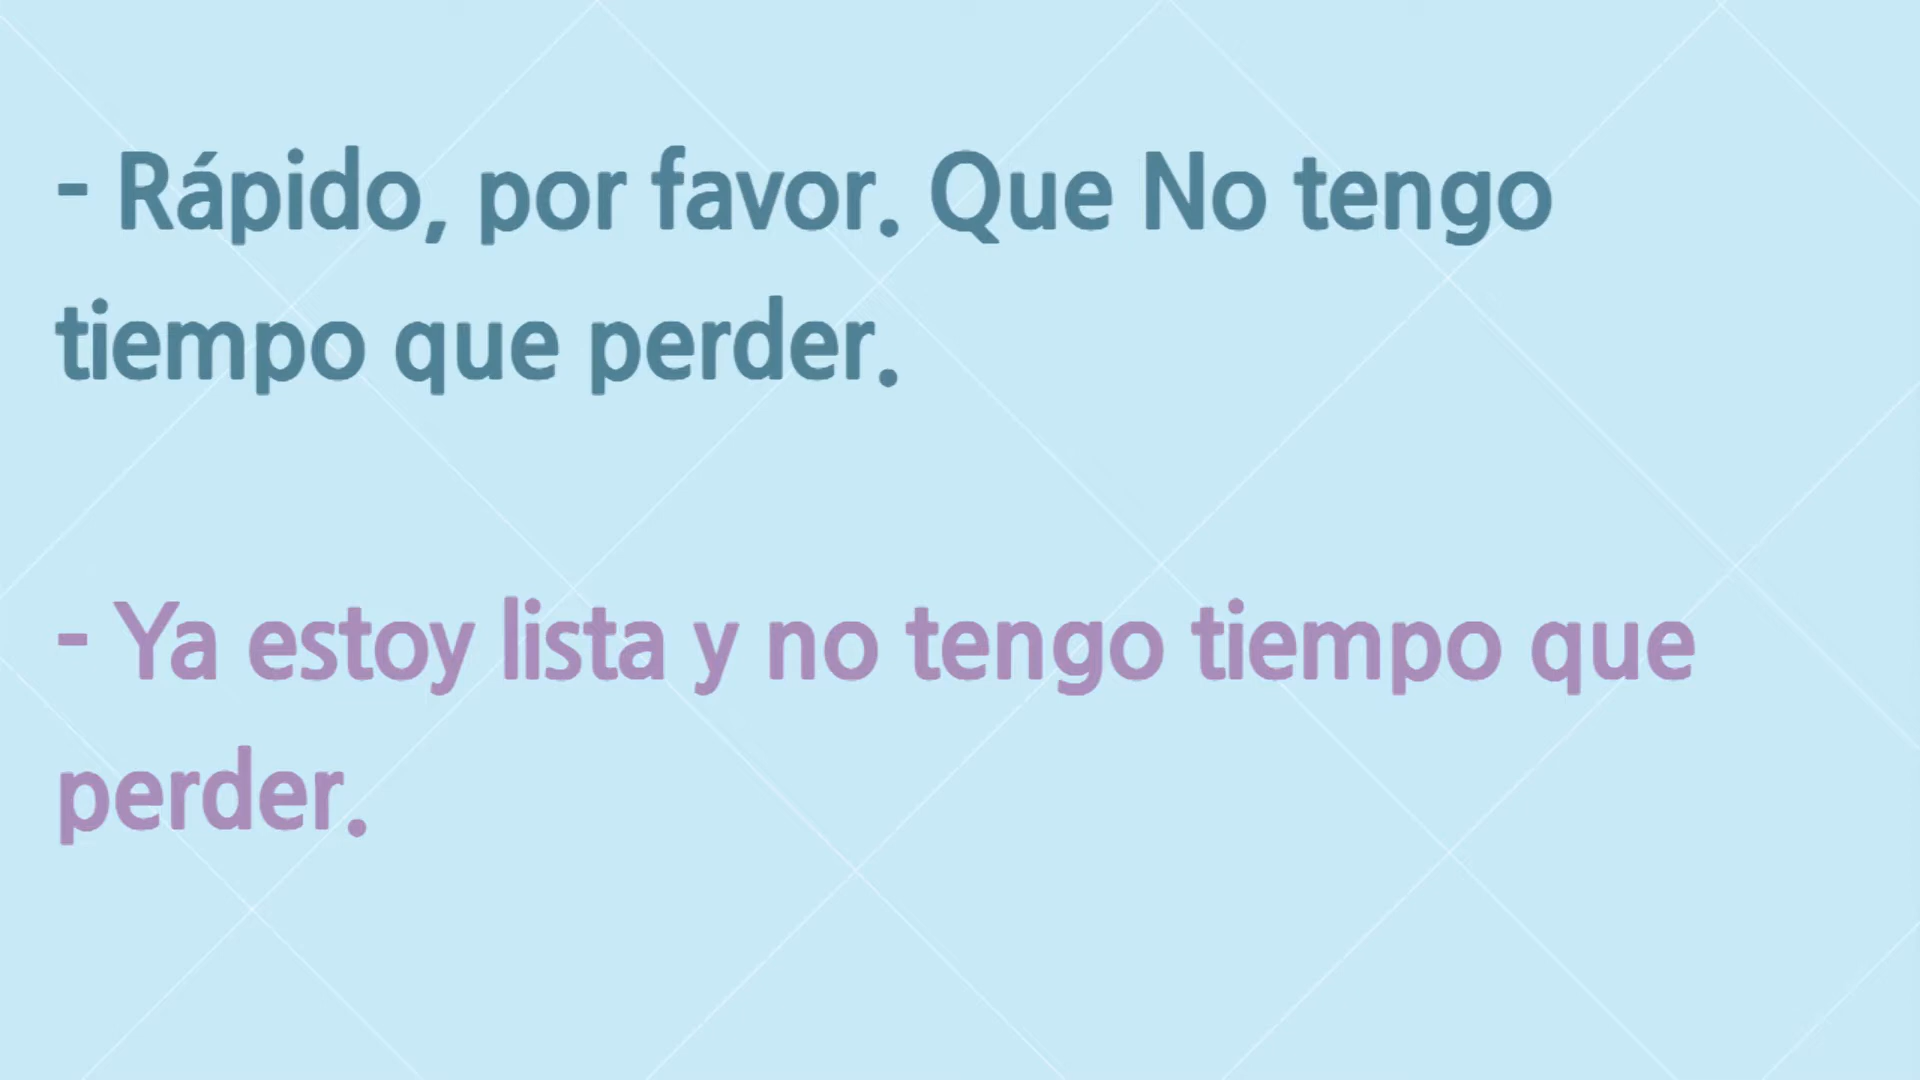 - Rápido, por favor. Que No tengo
tiempo que perder.
- Ya estoy lista y no tengo tiempo que
perder.